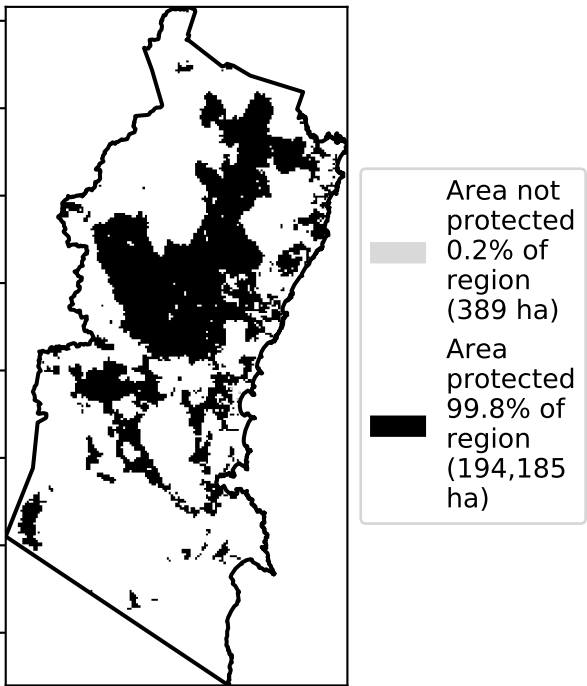 Area not
protected
0.2% of
region
(389 ha)
Area
protected
99.8% of
region
(194,185
ha)